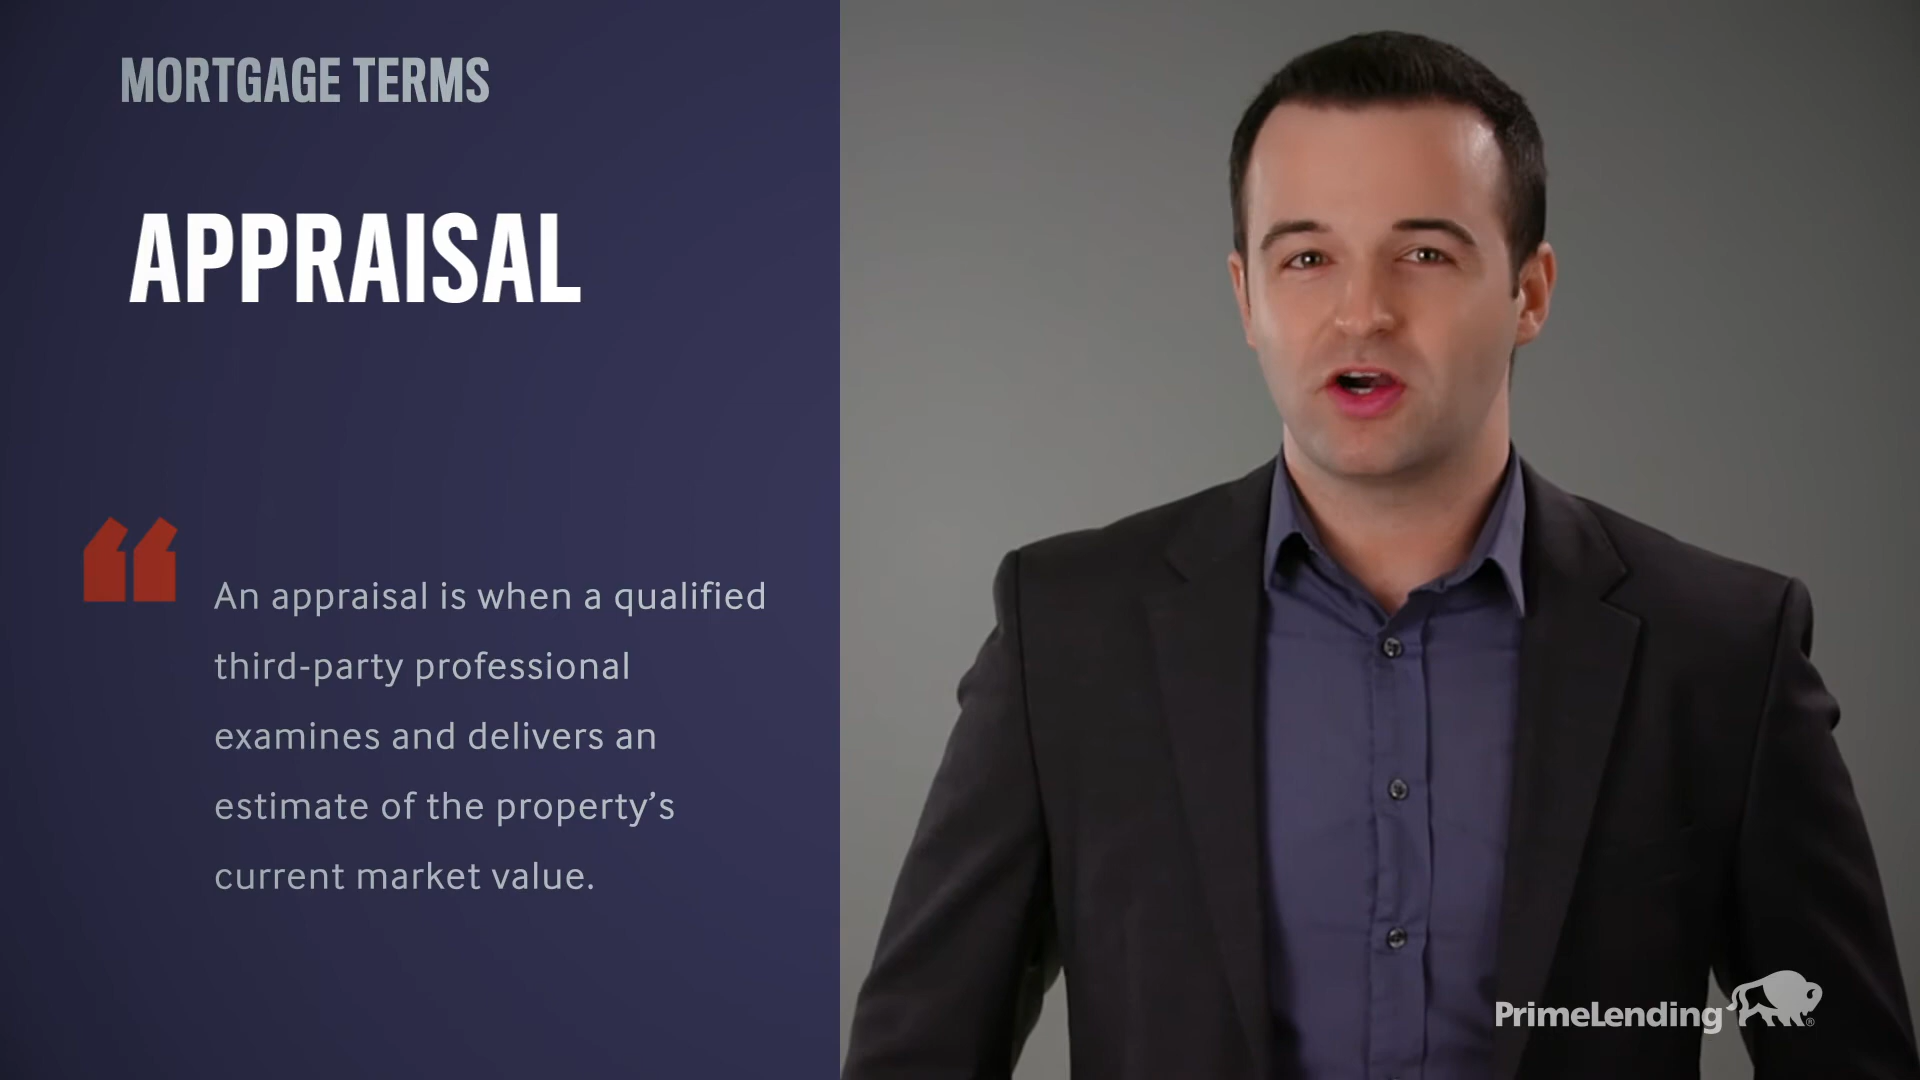 MORTGAGE TERMS
APPRAISAL
“ An appraisal is when a qualified
third-party professional
examines and delivers an
estimate of the property’s
current market value.
PrimeLending®